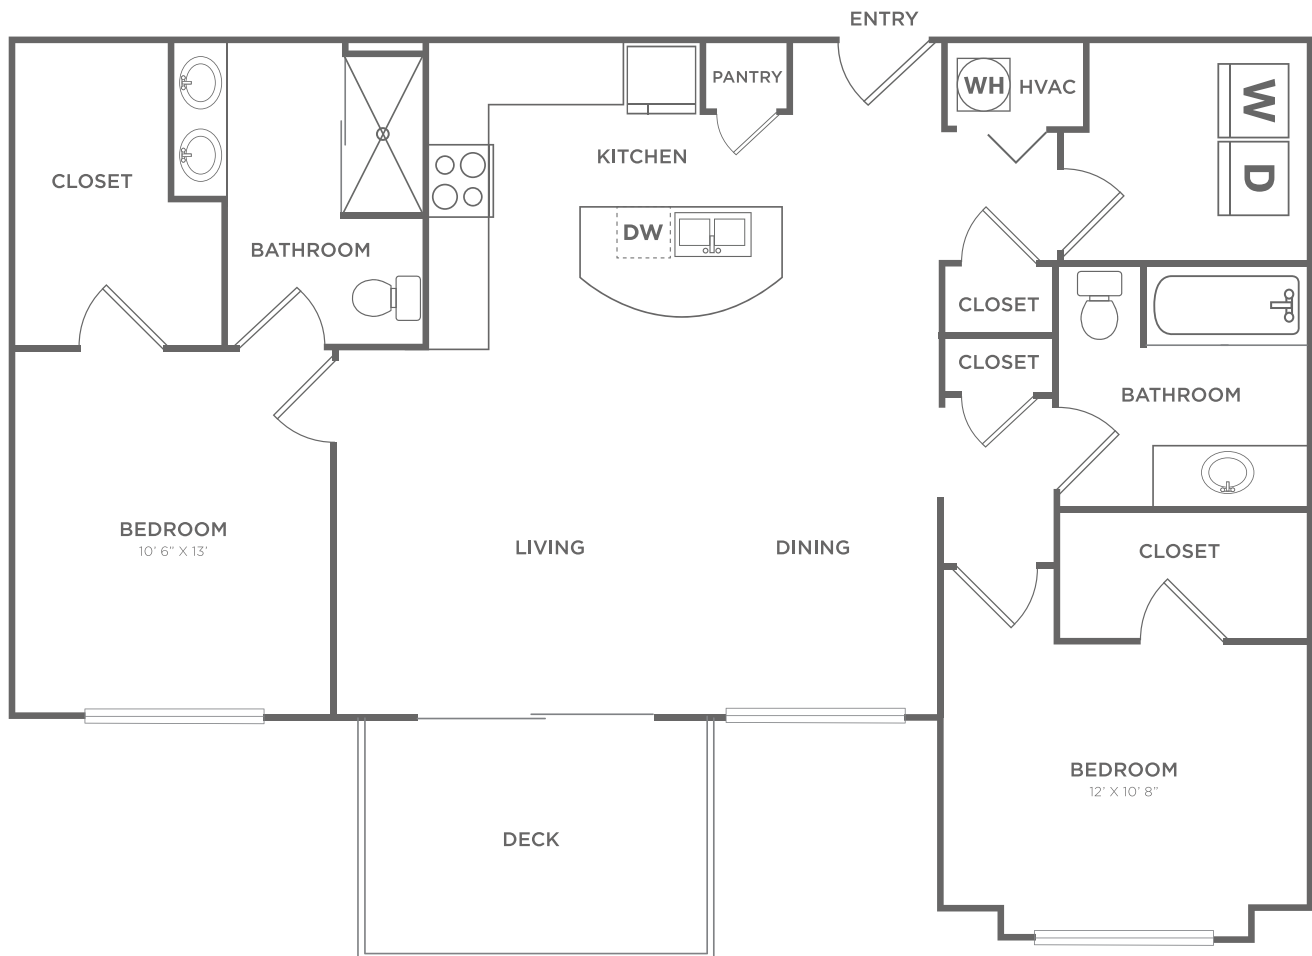 ENTRY
PANTRY
WH
HVAC
W
D
KITCHEN
CLOSET
DW
BATHROOM
CLOSET
CLOSET
BATHROOM
BEDROOM
10' 6” X 13'
LIVING
DINING
CLOSET
BEDROOM
12' X 10' 8”
DECK